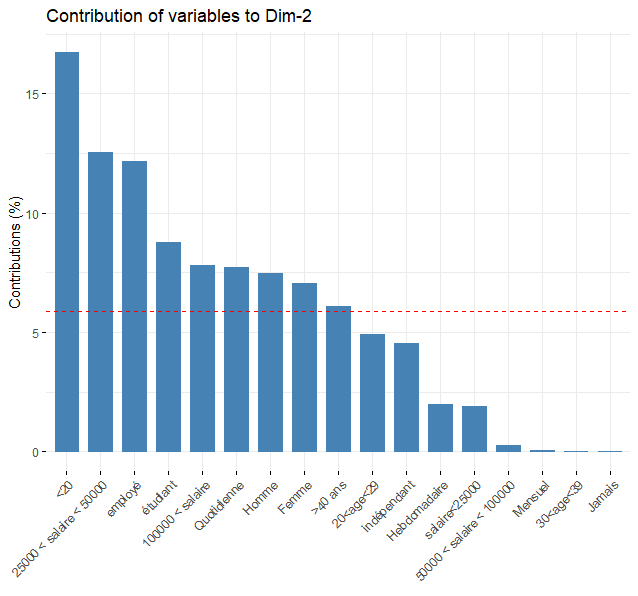 Contribution of variables to Dim-2
Contributions (%)
15
10
5
0
<20
25000 < salaire < 50000
employé
étudiant
100000 < salaire
Quotidienne
Homme
Femme
>40 ans
20<age<29
indépendant
Hebdomadaire
salaire<25000
50000 < salaire < 100000
Mensuel
30<age<39
Jamais